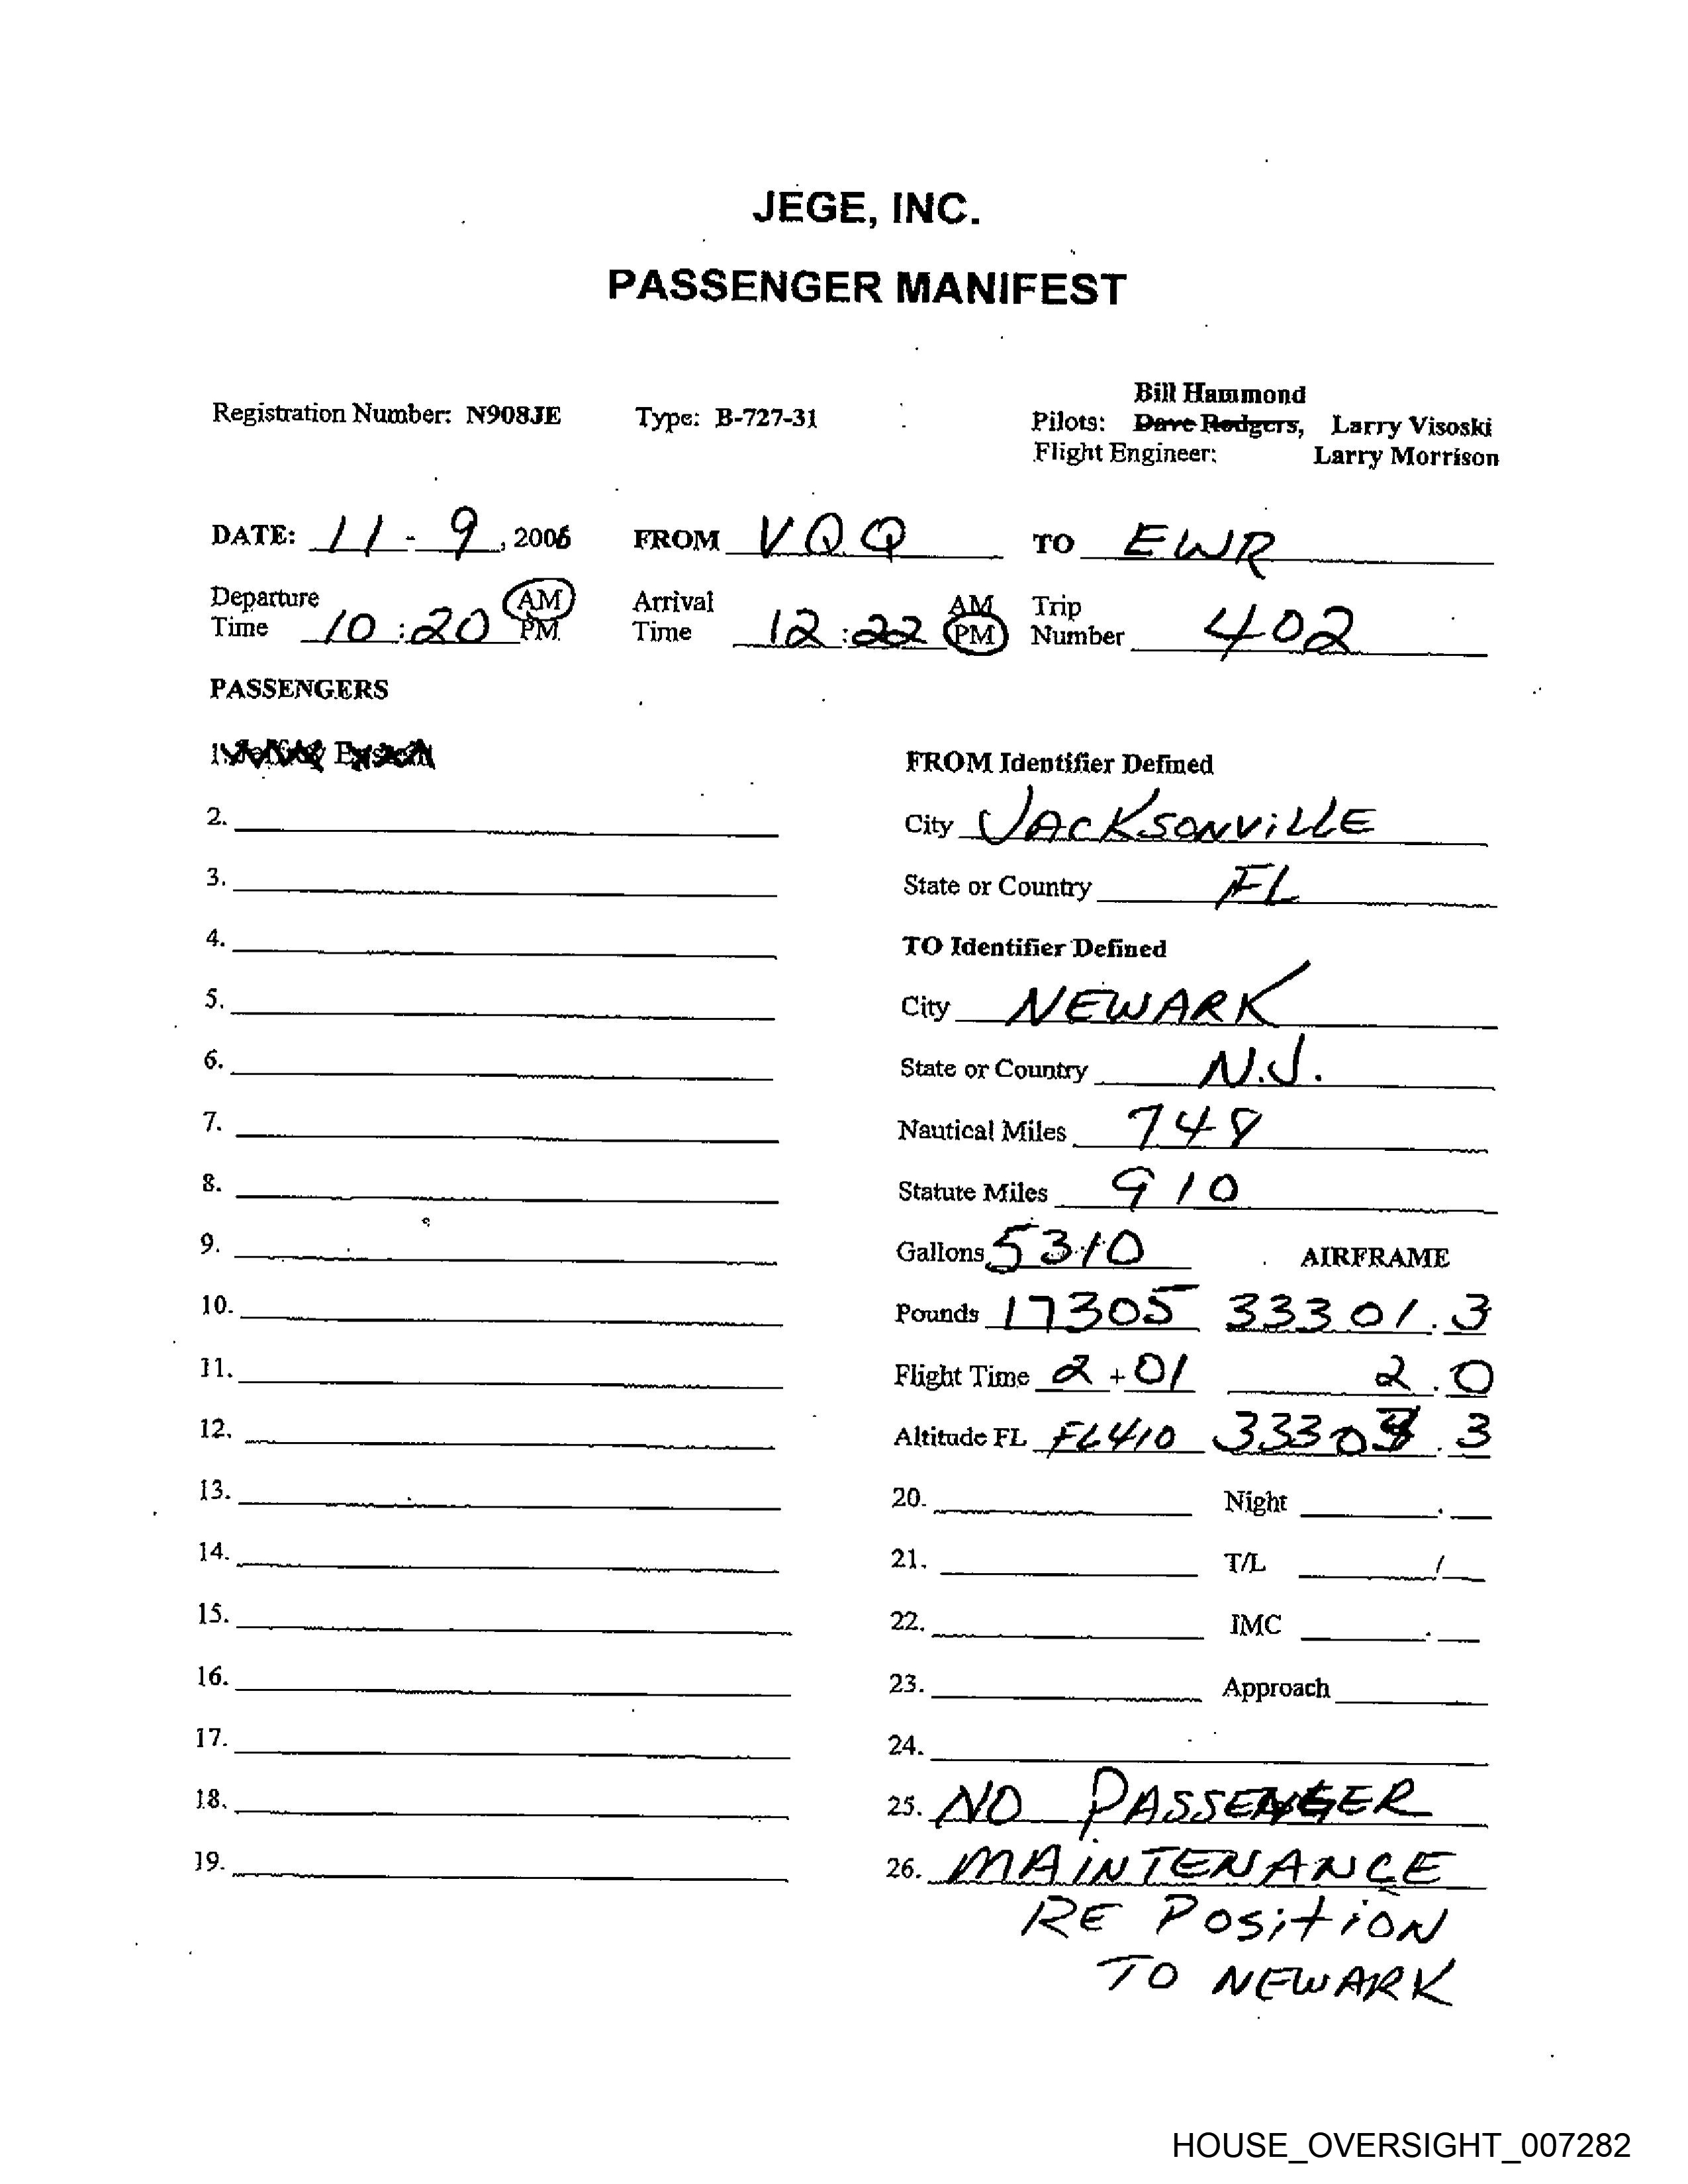 JEGE, INC.
PASSENGER MANIFEST
Bill Hammond
Registration Number: N908JE Type: B-727-31 Pilots: Dave Rodgers, Larry Visoski
Flight Engineer: Larry Morrison
DATE: 11 - 9, 2006 FROM VQQ TO EWR
Departure Time 10:20 AM PM Arrival Time 12:22 AM PM Trip Number 402
PASSENGERS
1.
FROM Identifier Defined
2.
City JACKSONVILLE
3.
State or Country FL
4.
TO Identifier Defined
5.
City NEWARK
6.
State or Country N.J.
7.
Nautical Miles 748
8.
Statute Miles 910
9.
Gallons 5310 AIRFRAME
10.
Pounds 17305 33301.3
11.
Flight Time 2+01 2.0
12.
Altitude FL FL410 33303.3
13.
20. Night .
14.
21. T/L /
15.
22. IMC .
16.
23. Approach
17.
24.
18.
25. NO PASSENGER
19.
26. MAINTENANCE
RE POSITION
TO NEWARK
HOUSE_OVERSIGHT_007282